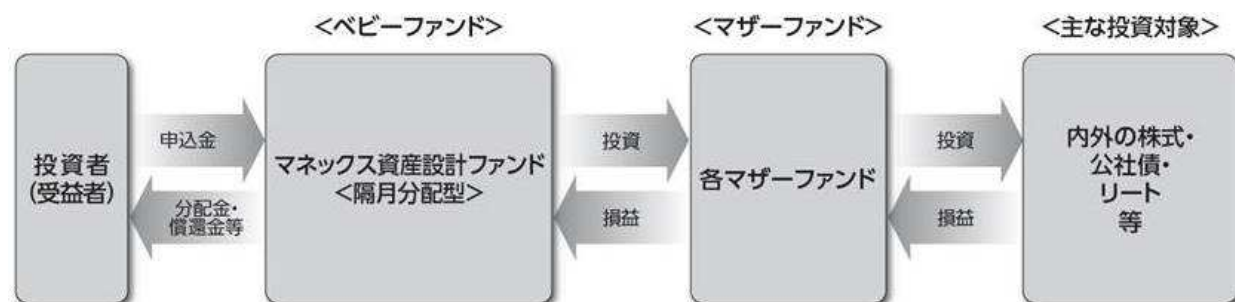 <ベビーファンド>
<マザーファンド>
<主な投資対象>
投資者
(受益者)
申込金
分配金・
償還金等
マネックス資産設計ファンド
<隔月分配型>
投資
損益
各マザーファンド
投資
損益
内外の株式・
公社債・
リート
等